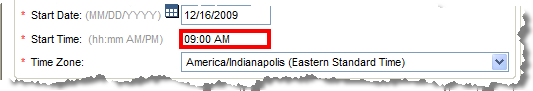 * Start Date: (MM/DD/YYYY) 12/16/2009
* Start Time: (hh:mm AM/PM) 09:00 AM
* Time Zone: America/Indianapolis (Eastern Standard Time)